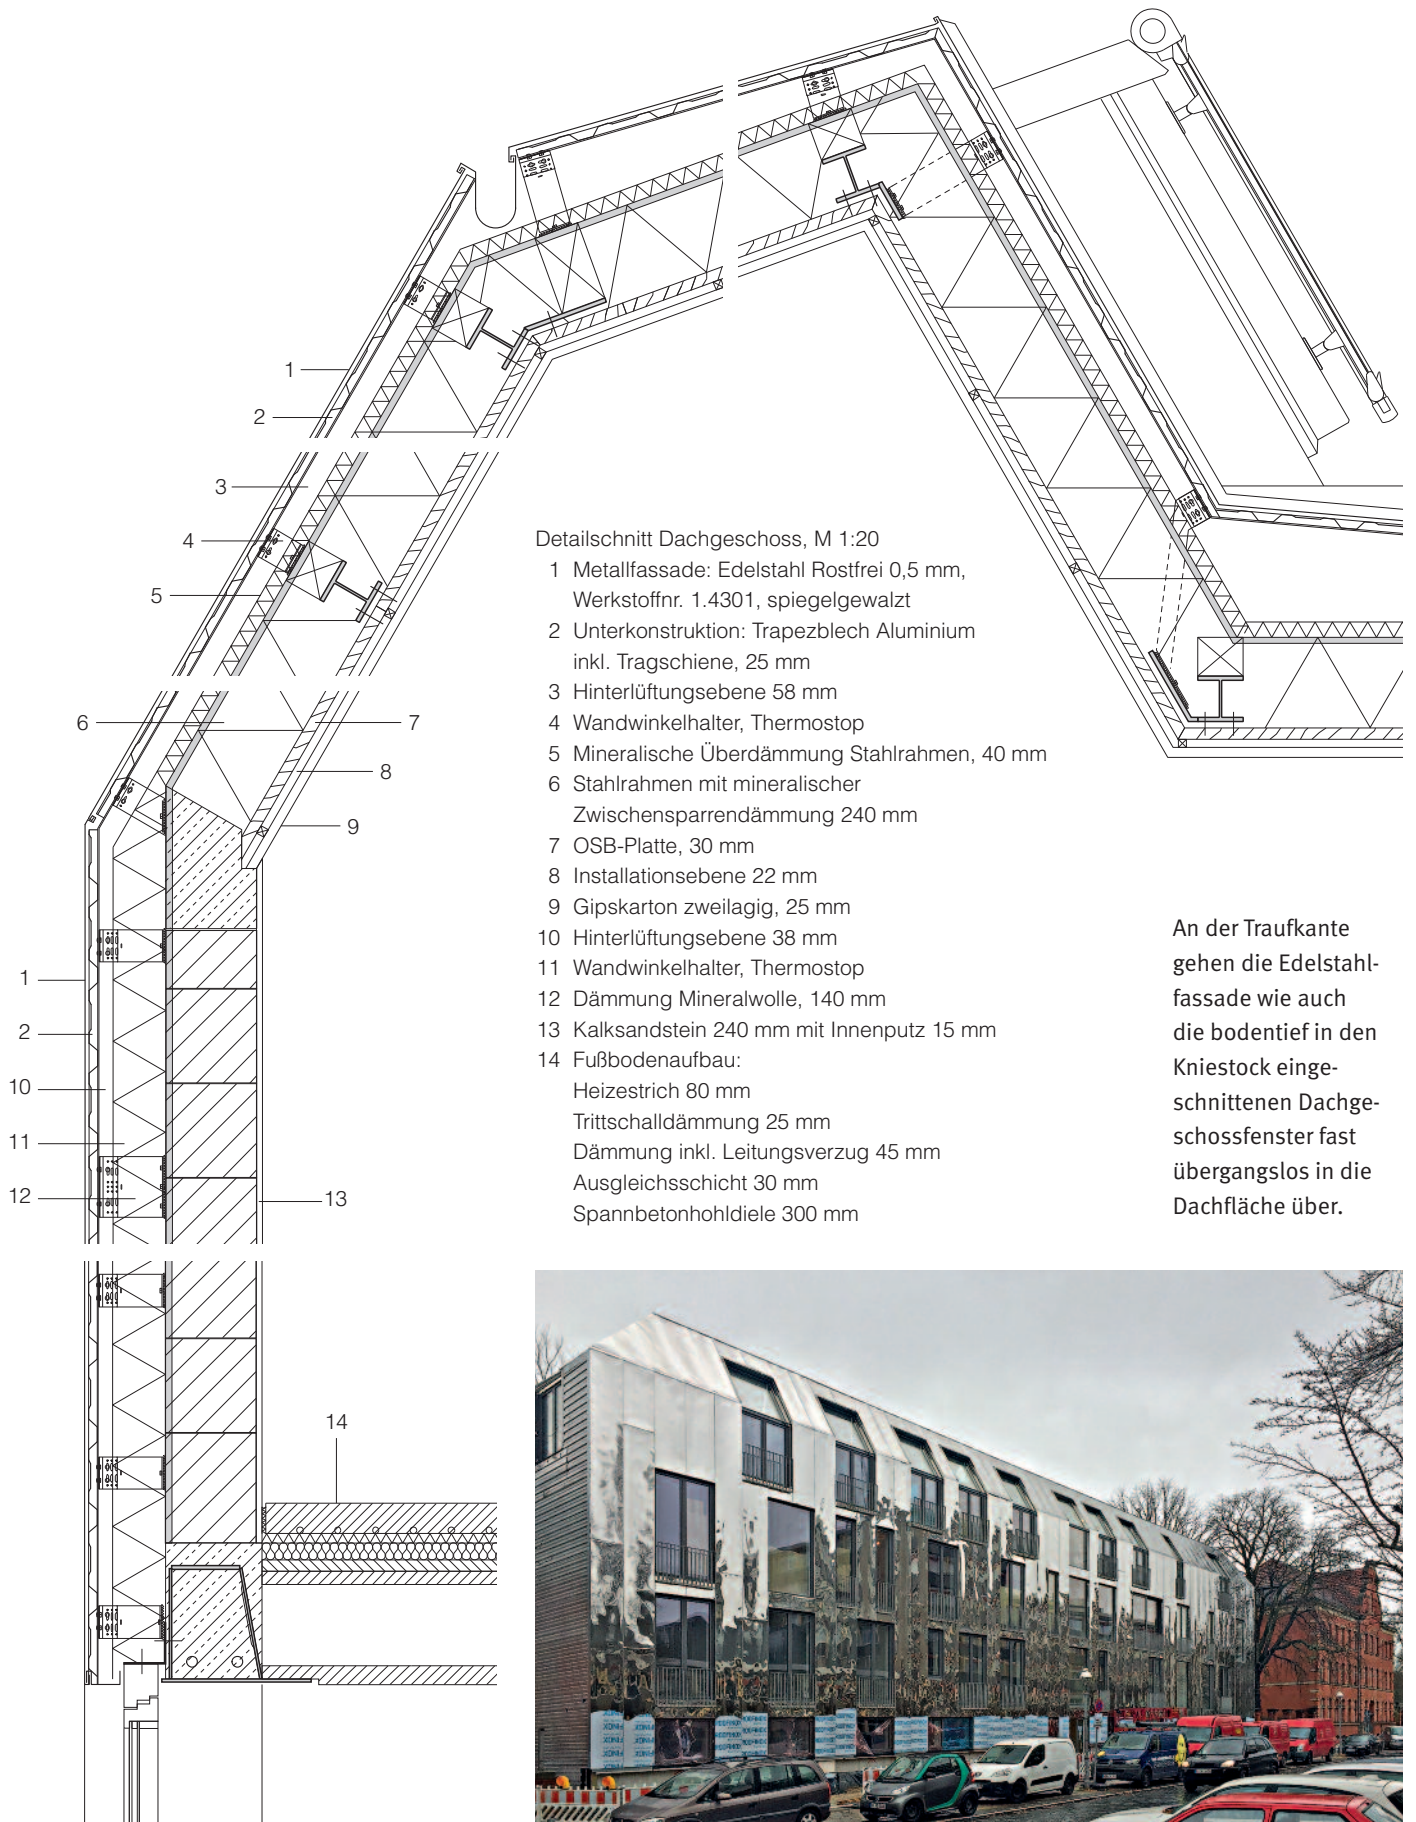 1
2
3
4
5
6
7
8
9
1
2
10
11
12
13
14
Detailschnitt Dachgeschoss, M 1:20
1 Metallfassade: Edelstahl Rostfrei 0,5 mm,
Werkstoffnr. 1.4301, spiegelgewalzt
2 Unterkonstruktion: Trapezblech Aluminium
inkl. Tragschiene, 25 mm
3 Hinterlüftungsebene 58 mm
4 Wandwinkelhalter, Thermostop
5 Mineralische Überdämmung Stahlrahmen, 40 mm
6 Stahlrahmen mit mineralischer
Zwischensparrendämmung 240 mm
7 OSB-Platte, 30 mm
8 Installationsebene 22 mm
9 Gipskarton zweilagig, 25 mm
10 Hinterlüftungsebene 38 mm
11 Wandwinkelhalter, Thermostop
12 Dämmung Mineralwolle, 140 mm
13 Kalksandstein 240 mm mit Innenputz 15 mm
14 Fußbodenaufbau:
Heizestrich 80 mm
Trittschalldämmung 25 mm
Dämmung inkl. Leitungsverzug 45 mm
Ausgleichsschicht 30 mm
Spannbetonhohldiele 300 mm
An der Traufkante
gehen die Edelstahl-
fassade wie auch
die bodentief in den
Kniestock einge-
schnittenen Dachge-
schossfenster fast
übergangslos in die
Dachfläche über.